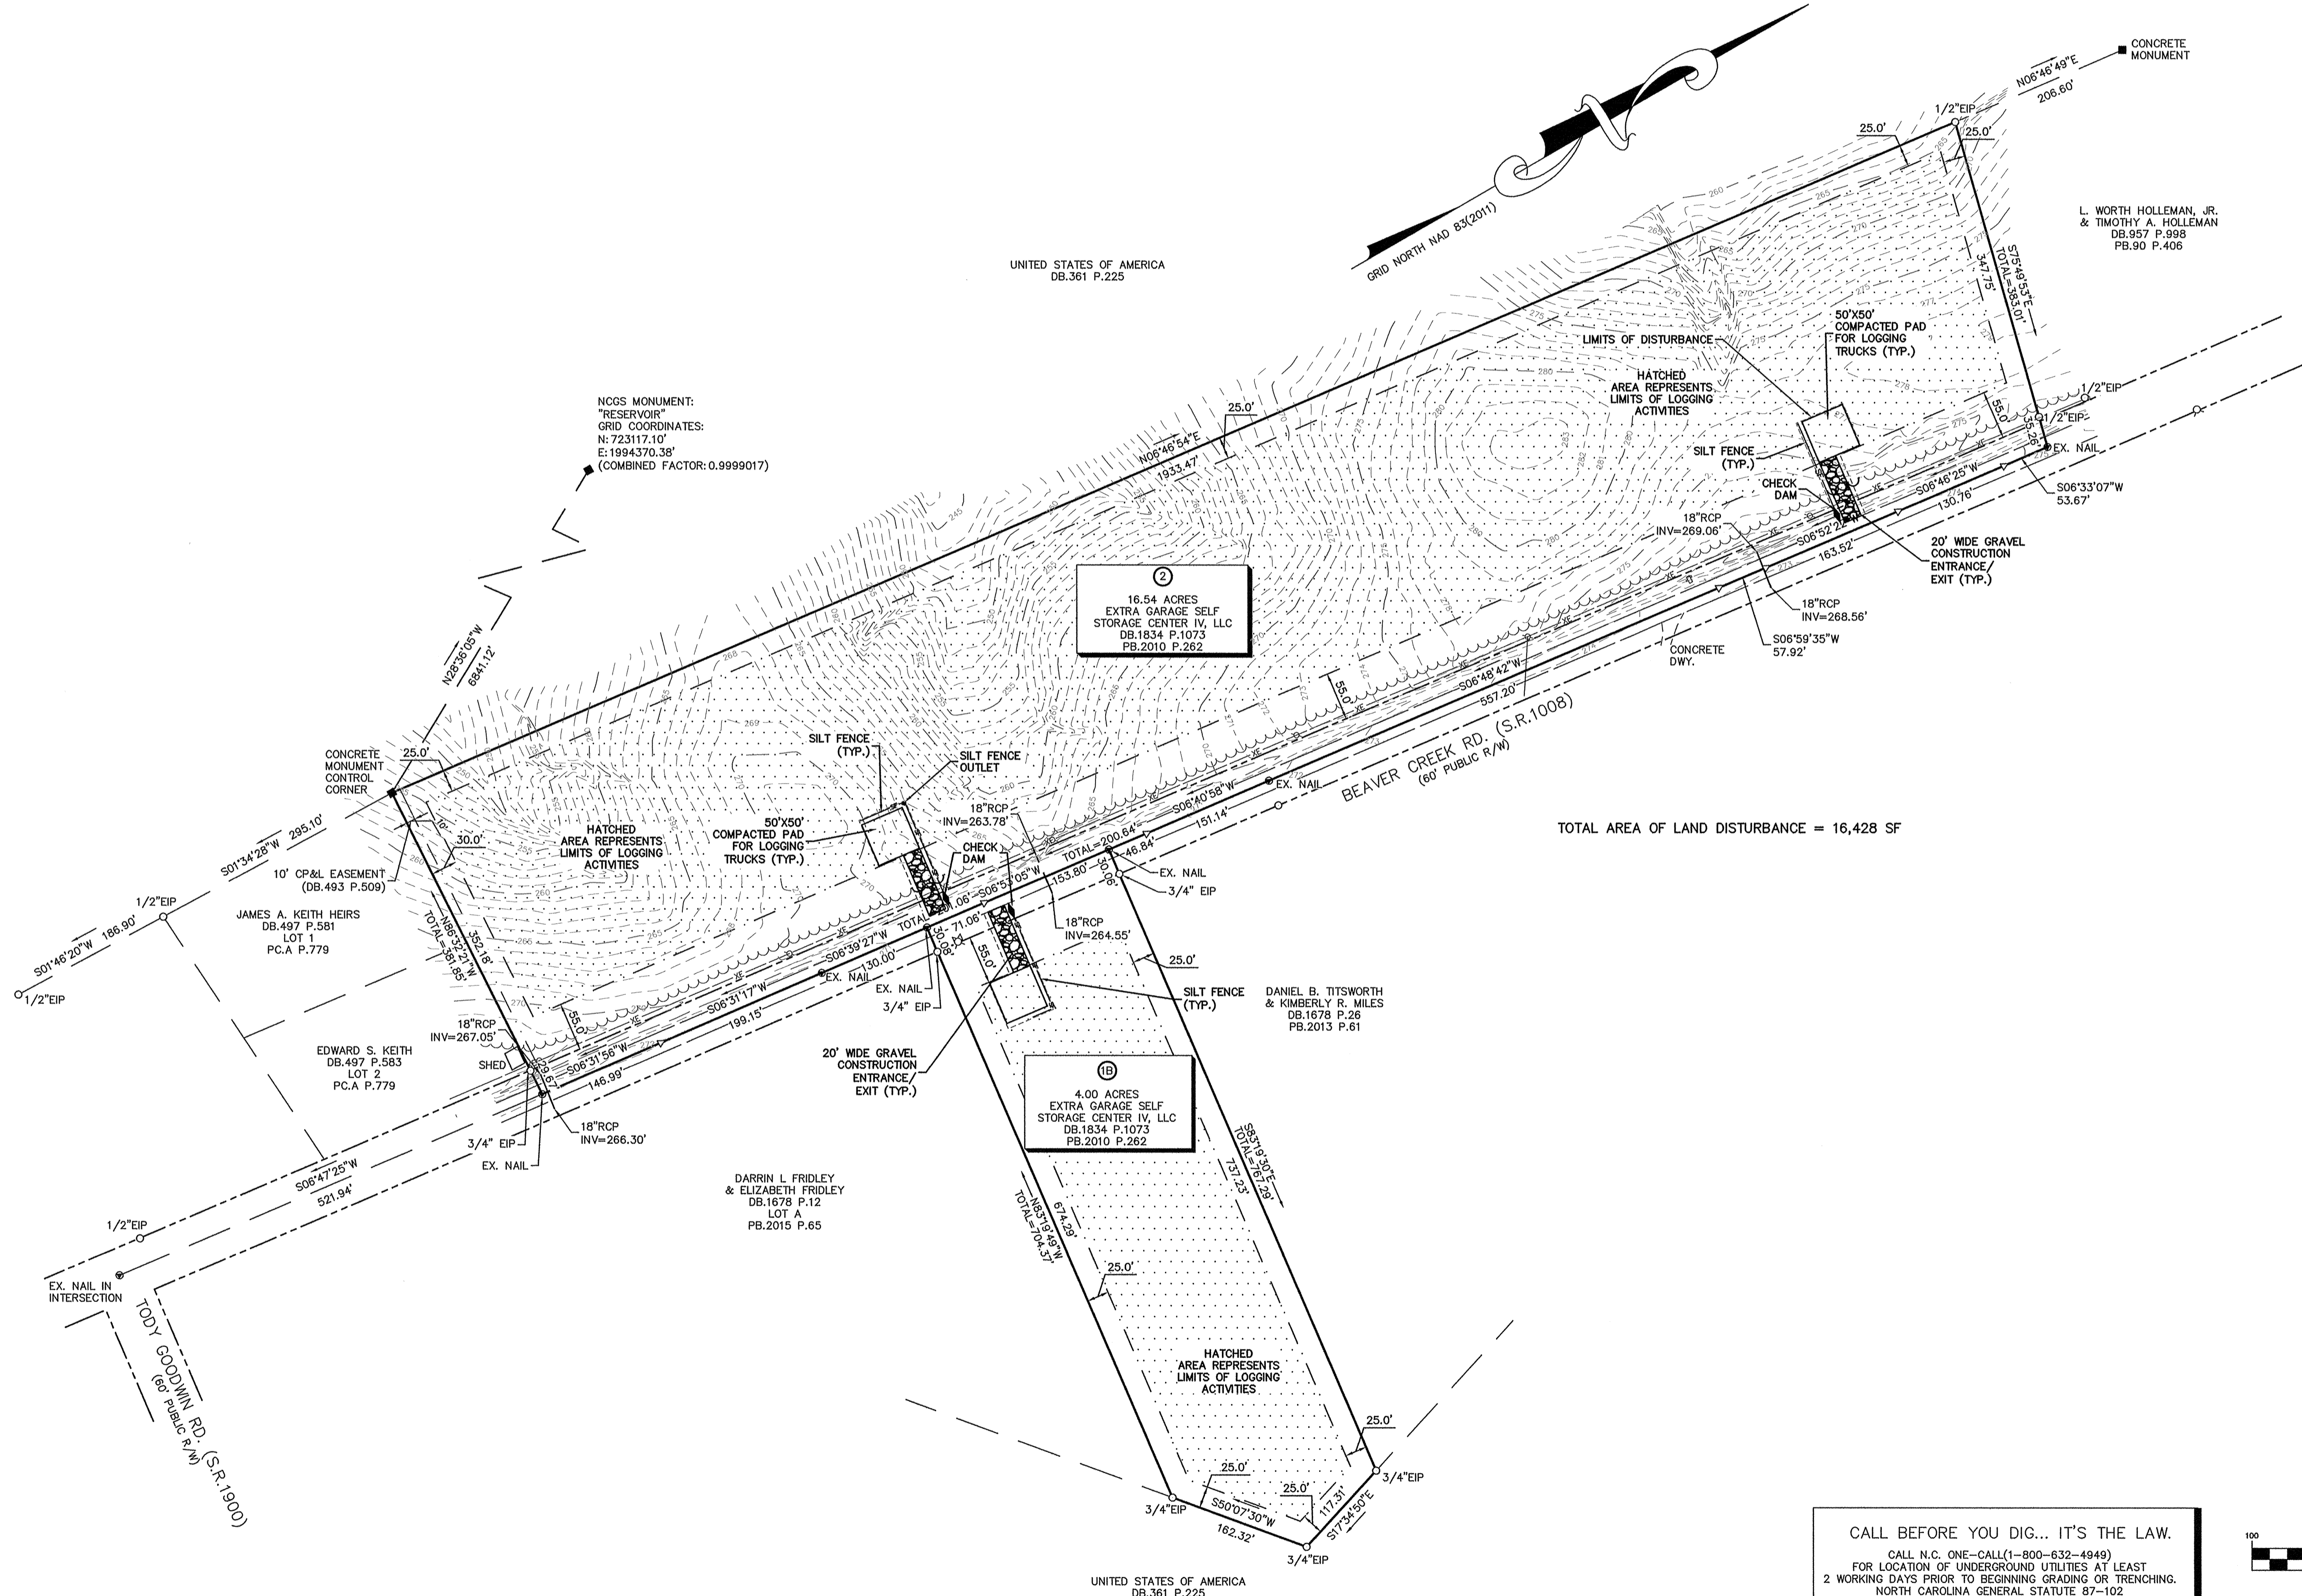 CONCRETE
MONUMENT
N06°46'49"E
206.60'
1/2"EIP
25.0'
25.0'
L. WORTH HOLLEMAN, JR.
& TIMOTHY A. HOLLEMAN
DB.957 P.998
PB.90 P.406
GRID NORTH NAD 83(2011)
UNITED STATES OF AMERICA
DB.361 P.225
S75°49'53"E
TOTAL=383.01'
347.75'
50'X50'
COMPACTED PAD
FOR LOGGING
TRUCKS (TYP.)
LIMITS OF DISTURBANCE
HATCHED
AREA REPRESENTS
LIMITS OF LOGGING
ACTIVITIES
1/2"EIP
55.0'
1/2"EIP
35.26'
EX. NAIL
NCGS MONUMENT:
"RESERVOIR"
GRID COORDINATES:
N: 723117.10'
E: 1994370.38'
(COMBINED FACTOR: 0.9999017)
25.0'
N06°46'54"E
1933.47'
SILT FENCE
(TYP.)
CHECK
DAM
S06°46'25"W
130.76'
S06°33'07"W
53.67'
18"RCP
INV=269.06'
S06°52'22"W
163.52'
20' WIDE GRAVEL
CONSTRUCTION
ENTRANCE/
EXIT (TYP.)
2
16.54 ACRES
EXTRA GARAGE SELF
STORAGE CENTER IV, LLC
DB.1834 P.1073
PB.2010 P.262
18"RCP
INV=268.56'
S06°59'35"W
57.92'
CONCRETE
DWY.
N28°36'05"W
6841.12'
55.0'
S06°48'42"W
557.20'
BEAVER CREEK RD. (S.R.1008)
(60' PUBLIC R/W)
CONCRETE
MONUMENT
CONTROL
CORNER
25.0'
SILT FENCE
(TYP.)
SILT FENCE
OUTLET
EX. NAIL
S06°40'58"W
151.14'
18"RCP
INV=263.78'
TOTAL AREA OF LAND DISTURBANCE = 16,428 SF
S01°34'28"W
295.10'
10'
30.0'
HATCHED
AREA REPRESENTS
LIMITS OF LOGGING
ACTIVITIES
50'X50'
COMPACTED PAD
FOR LOGGING
TRUCKS (TYP.)
CHECK
DAM
TOTAL=200.64'
46.84'
30.06'
EX. NAIL
3/4" EIP
10' CP&L EASEMENT
(DB.493 P.509)
S06°53'05"W
153.80'
TOTAL=201.06'
71.06'
18"RCP
INV=264.55'
1/2"EIP
JAMES A. KEITH HEIRS
DB.497 P.581
LOT 1
PC.A P.779
S01°46'20"W
186.90'
1/2"EIP
N86°32'21"W
TOTAL=381.85'
352.18'
S06°39'27"W
130.00'
30.08'
55.0'
25.0'
EX. NAIL
EX. NAIL
3/4" EIP
SILT FENCE
(TYP.)
DANIEL B. TITSWORTH
& KIMBERLY R. MILES
DB.1678 P.26
PB.2013 P.61
S06°31'17"W
199.15'
55.0'
18"RCP
INV=267.05'
EDWARD S. KEITH
DB.497 P.583
LOT 2
PC.A P.779
SHED
29.67'
S06°31'56"W
146.99'
20' WIDE GRAVEL
CONSTRUCTION
ENTRANCE/
EXIT (TYP.)
1B
4.00 ACRES
EXTRA GARAGE SELF
STORAGE CENTER IV, LLC
DB.1834 P.1073
PB.2010 P.262
3/4" EIP
EX. NAIL
18"RCP
INV=266.30'
S06°47'25"W
521.94'
DARRIN L FRIDLEY
& ELIZABETH FRIDLEY
DB.1678 P.12
LOT A
PB.2015 P.65
S83°19'30"E
TOTAL=767.29'
737.23'
N83°19'49"W
TOTAL=704.37'
674.29'
1/2"EIP
EX. NAIL IN
INTERSECTION
25.0'
TODY GOODWIN RD. (S.R.1900)
(60' PUBLIC R/W)
HATCHED
AREA REPRESENTS
LIMITS OF LOGGING
ACTIVITIES
25.0'
25.0'
25.0'
3/4"EIP
3/4"EIP
S50°07'30"W
162.32'
117.31'
S17°34'50"E
3/4"EIP
UNITED STATES OF AMERICA
DB.361 P.225
CALL BEFORE YOU DIG... IT'S THE LAW.
CALL N.C. ONE-CALL(1-800-632-4949)
FOR LOCATION OF UNDERGROUND UTILITIES AT LEAST
2 WORKING DAYS PRIOR TO BEGINNING GRADING OR TRENCHING.
NORTH CAROLINA GENERAL STATUTE 87-102
100